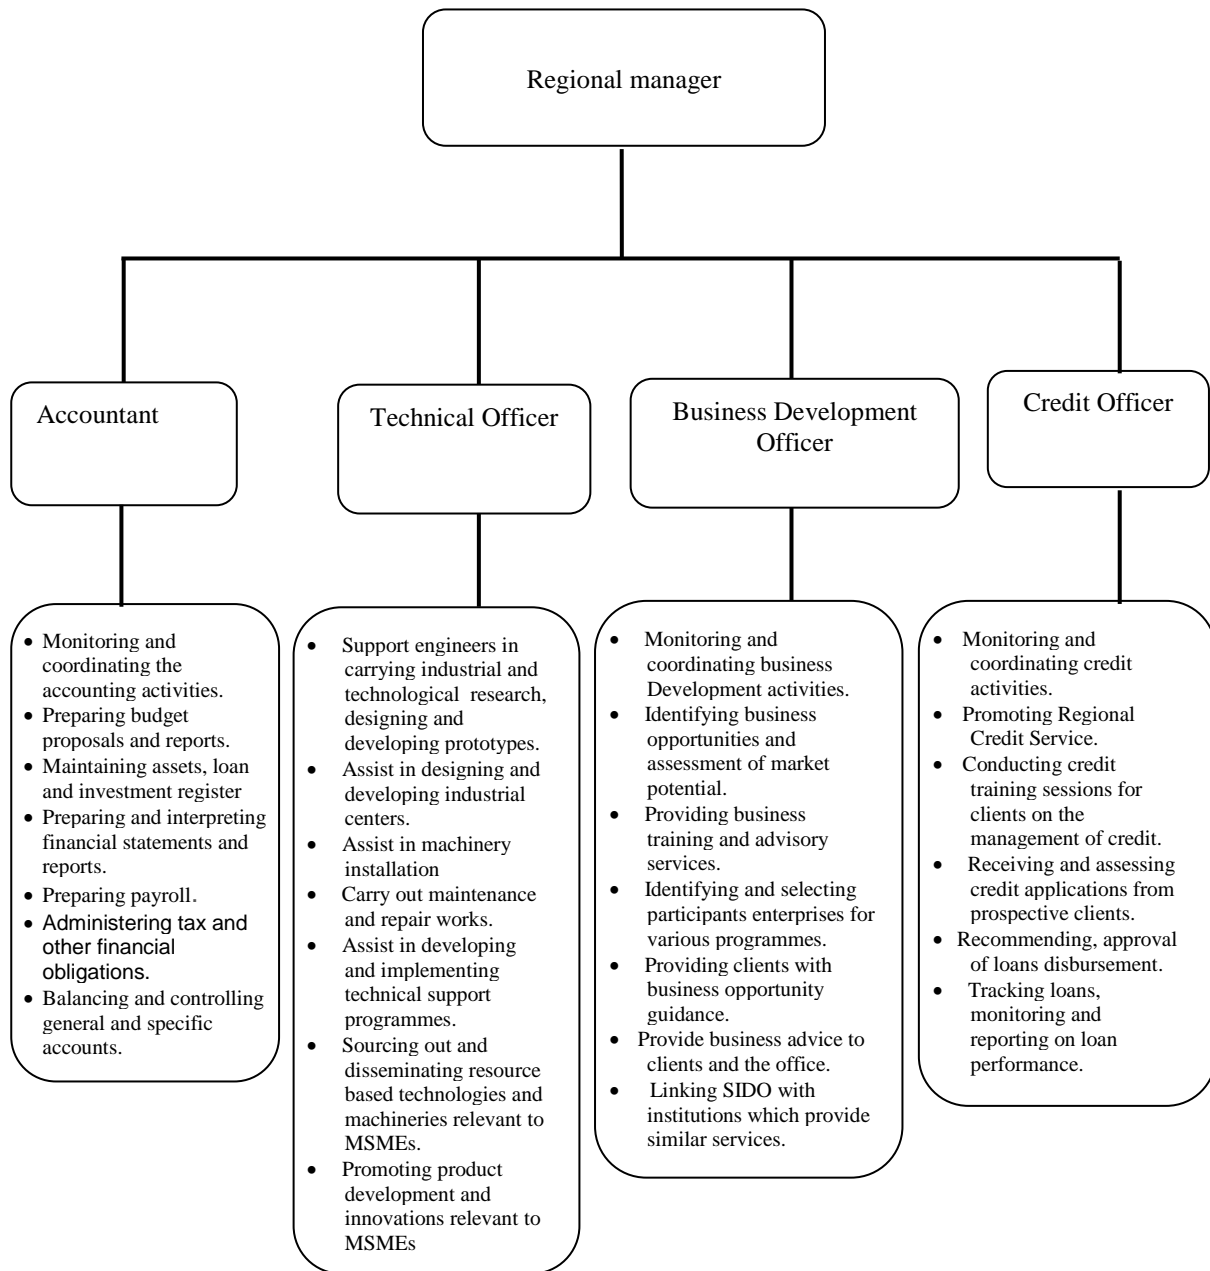 Regional manager
Accountant
Technical Officer
Business Development
Officer
Credit Officer
• Monitoring and
coordinating the
accounting activities.
• Preparing budget
proposals and reports.
• Maintaining assets, loan
and investment register
• Preparing and interpreting
financial statements and
reports.
• Preparing payroll.
• Administering tax and
other financial
obligations.
• Balancing and controlling
general and specific
accounts.
• Support engineers in
carrying industrial and
technological research,
designing and
developing prototypes.
• Assist in designing and
developing industrial
centers.
• Assist in machinery
installation
• Carry out maintenance
and repair works.
• Assist in developing
and implementing
technical support
programmes.
• Sourcing out and
disseminating resource
based technologies and
machineries relevant to
MSMEs.
• Promoting product
development and
innovations relevant to
MSMEs
• Monitoring and
coordinating business
Development activities.
• Identifying business
opportunities and
assessment of market
potential.
• Providing business
training and advisory
services.
• Identifying and selecting
participants enterprises for
various programmes.
• Providing clients with
business opportunity
guidance.
• Provide business advice to
clients and the office.
• Linking SIDO with
institutions which provide
similar services.
• Monitoring and
coordinating credit
activities.
• Promoting Regional
Credit Service.
• Conducting credit
training sessions for
clients on the
management of credit.
• Receiving and assessing
credit applications from
prospective clients.
• Recommending, approval
of loans disbursement.
• Tracking loans,
monitoring and
reporting on loan
performance.